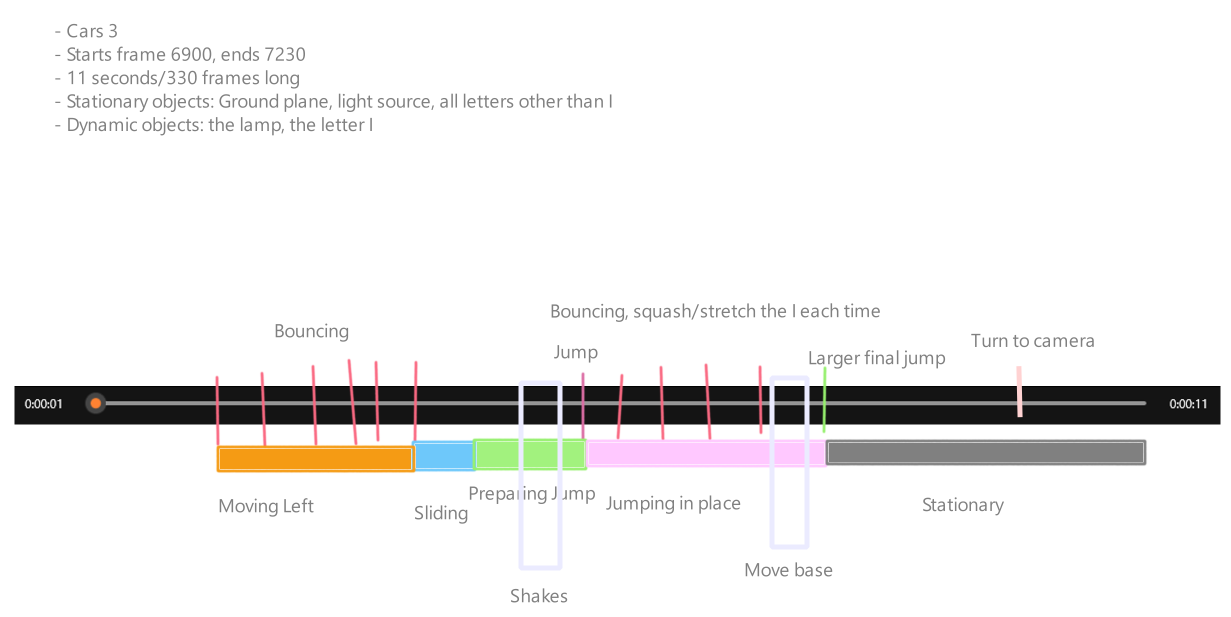 - Cars 3
- Starts frame 6900, ends 7230
- 11 seconds/330 frames long
- Stationary objects: Ground plane, light source, all letters other than I
- Dynamic objects: the lamp, the letter I
Bouncing, squash/stretch the I each time
Bouncing
Turn to camera
Jump
Larger final jump
0:00:01
0:00:11
Preparing Jump
Moving Left
Jumping in place
Stationary
Sliding
Move base
Shakes